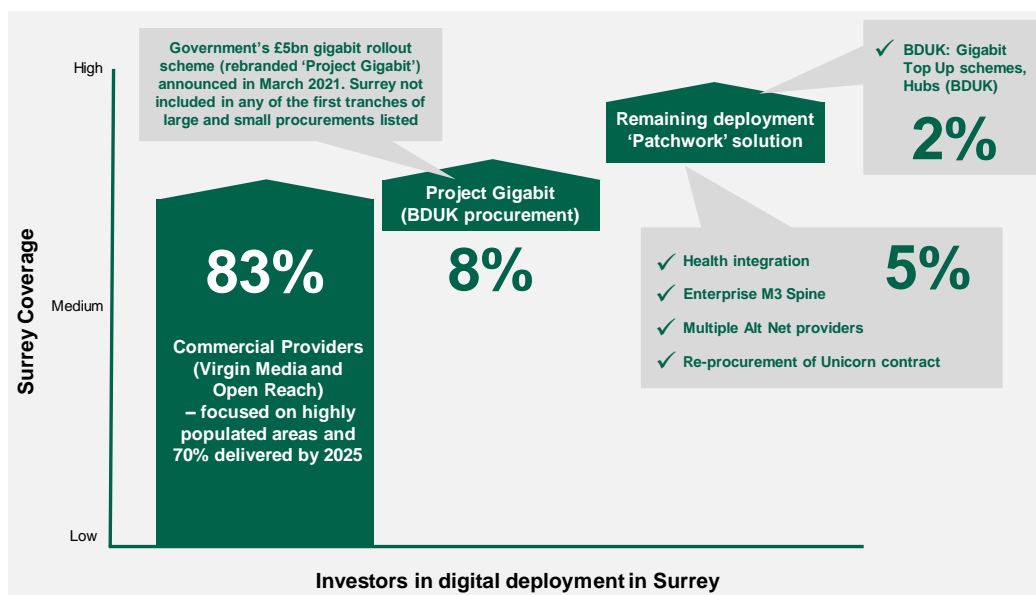 Government's £5bn gigabit rollout
scheme (rebranded 'Project Gigabit')
announced in March 2021. Surrey not
included in any of the first tranches of
large and small procurements listed
BDUK: Gigabit
Top Up schemes,
Hubs (BDUK)
2%
High
Medium
Low
Surrey Coverage
83%
Commercial Providers
(Virgin Media and
Open Reach)
– focused on highly
populated areas and
70% delivered by 2025
Project Gigabit
(BDUK procurement)
8%
Remaining deployment
'Patchwork' solution
5%
Health integration
Enterprise M3 Spine
Multiple Alt Net providers
Re-procurement of Unicorn contract
Investors in digital deployment in Surrey